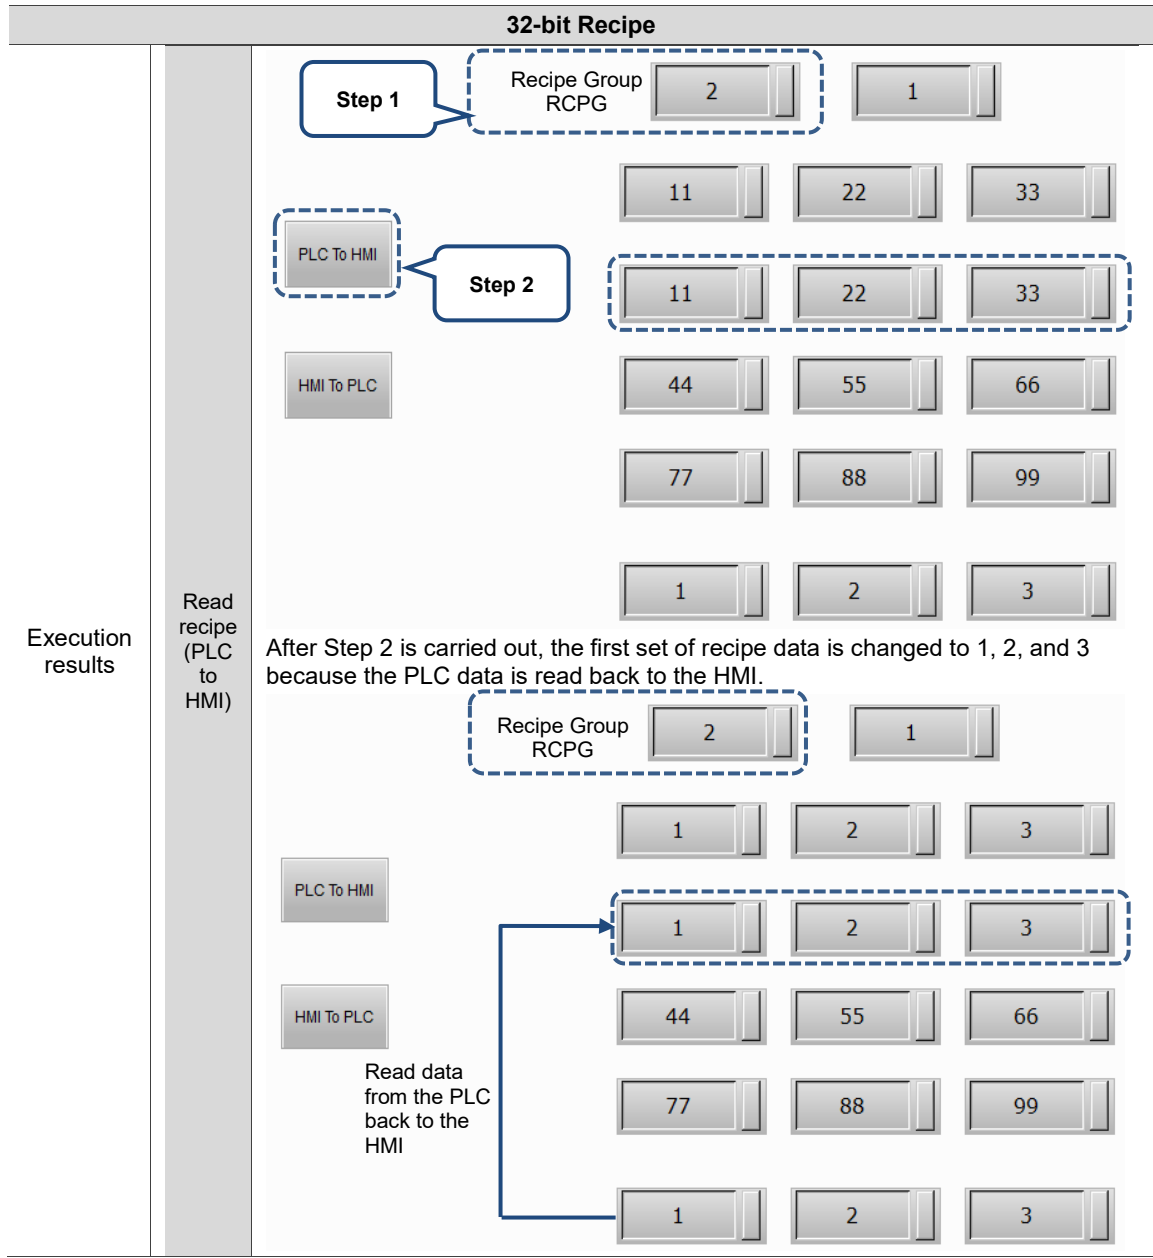 32-bit Recipe
Execution
results
Read
recipe
(PLC
to
HMI)
Step 1
Recipe Group
RCPG
2
1
11
22
33
PLC To HMI
Step 2
11
22
33
HMI To PLC
44
55
66
77
88
99
1
2
3
After Step 2 is carried out, the first set of recipe data is changed to 1, 2, and 3
because the PLC data is read back to the HMI.
Recipe Group
RCPG
2
1
1
2
3
PLC To HMI
1
2
3
HMI To PLC
44
55
66
Read data
from the PLC
back to the
HMI
77
88
99
1
2
3